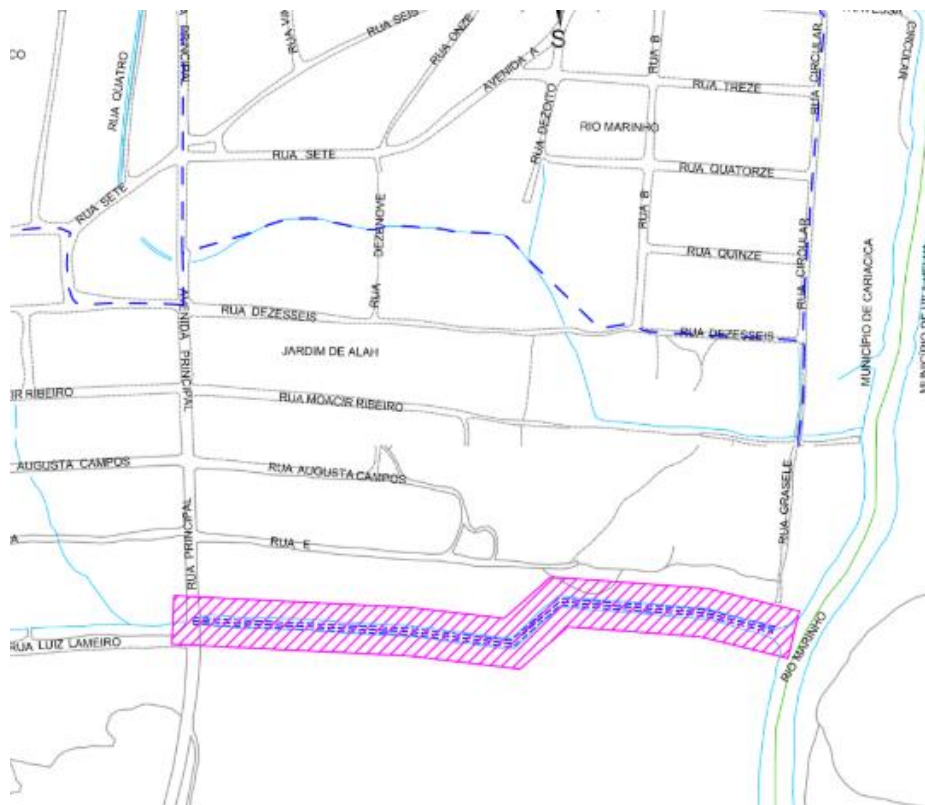 RUA SEIS
RUA ONZE
RUA B
CIRCULAR
CO
PRINCIPAL
RUA QUATRO
AVENIDA A
S
RUA TREZE
RUA CIRCULAR
RUA DEZOITO
RIO MARINHO
RUA SETE
RUA QUATORZE
RUA SETE
RUA DEZENOVE
RUA B
RUA QUINZE
RUA CIRCULAR
MUNICÍPIO DE CARIACICA
AVENIDA PRINCIPAL
RUA DEZESSEIS
RUA DEZESSEIS
JARDIM DE ALAH
IR RIBEIRO
RUA MOACIR RIBEIRO
AUGUSTA CAMPOS
RUA AUGUSTA CAMPOS
RUA GRASELE
RUA PRINCIPAL
A
RUA E
RUA LUIZ LAMEIRO
RIO MARINHO